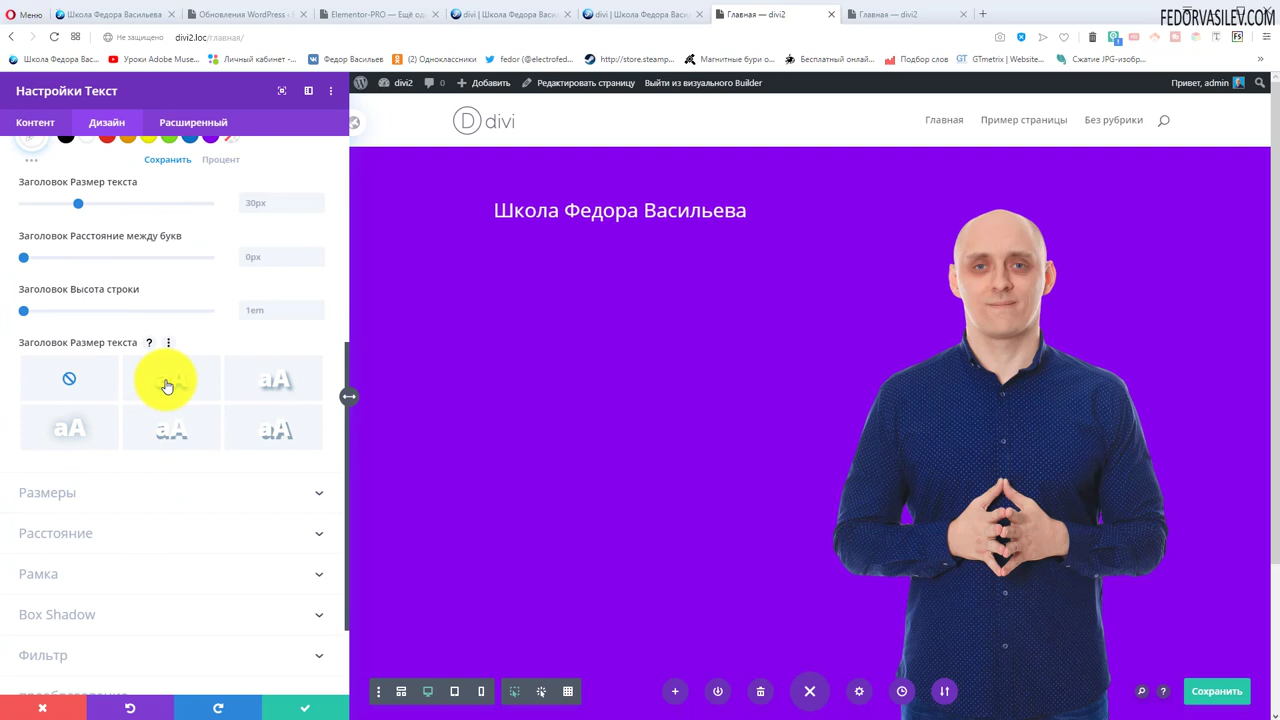 Меню
Школа Федора Васильева
Обновления WordPress
Elementor-PRO — Ещё од
divi | Школа Федора Васи
divi | Школа Федора Васи
Главная — divi2
Главная — divi2
FEDORVASILEV.COM
Не защищено
divi2.loc/главная/
Школа Федора Вас...
Уроки Adobe Muse...
Личный кабинет -...
Федор Васильев
(2) Одноклассники
fedor (@electrofed...
http://store.steamp...
Магнитные бури о...
Бесплатный онлай...
Подбор слов
GTmetrix | Website...
Сжатие JPG-изобр...
Настройки Текст
divi2
0
Добавить
Редактировать страницу
Выйти из визуального Builder
Привет, admin
Контент
Дизайн
Расширенный
divi
Главная
Пример страницы
Без рубрики
Сохранить
Процент
Заголовок Размер текста
30px
Школа Федора Васильева
Заголовок Расстояние между букв
0px
Заголовок Высота строки
1em
Заголовок Размер текста
?
aA
aA
aA
aA
Размеры
Расстояние
Рамка
Box Shadow
Фильтр
Сохранить